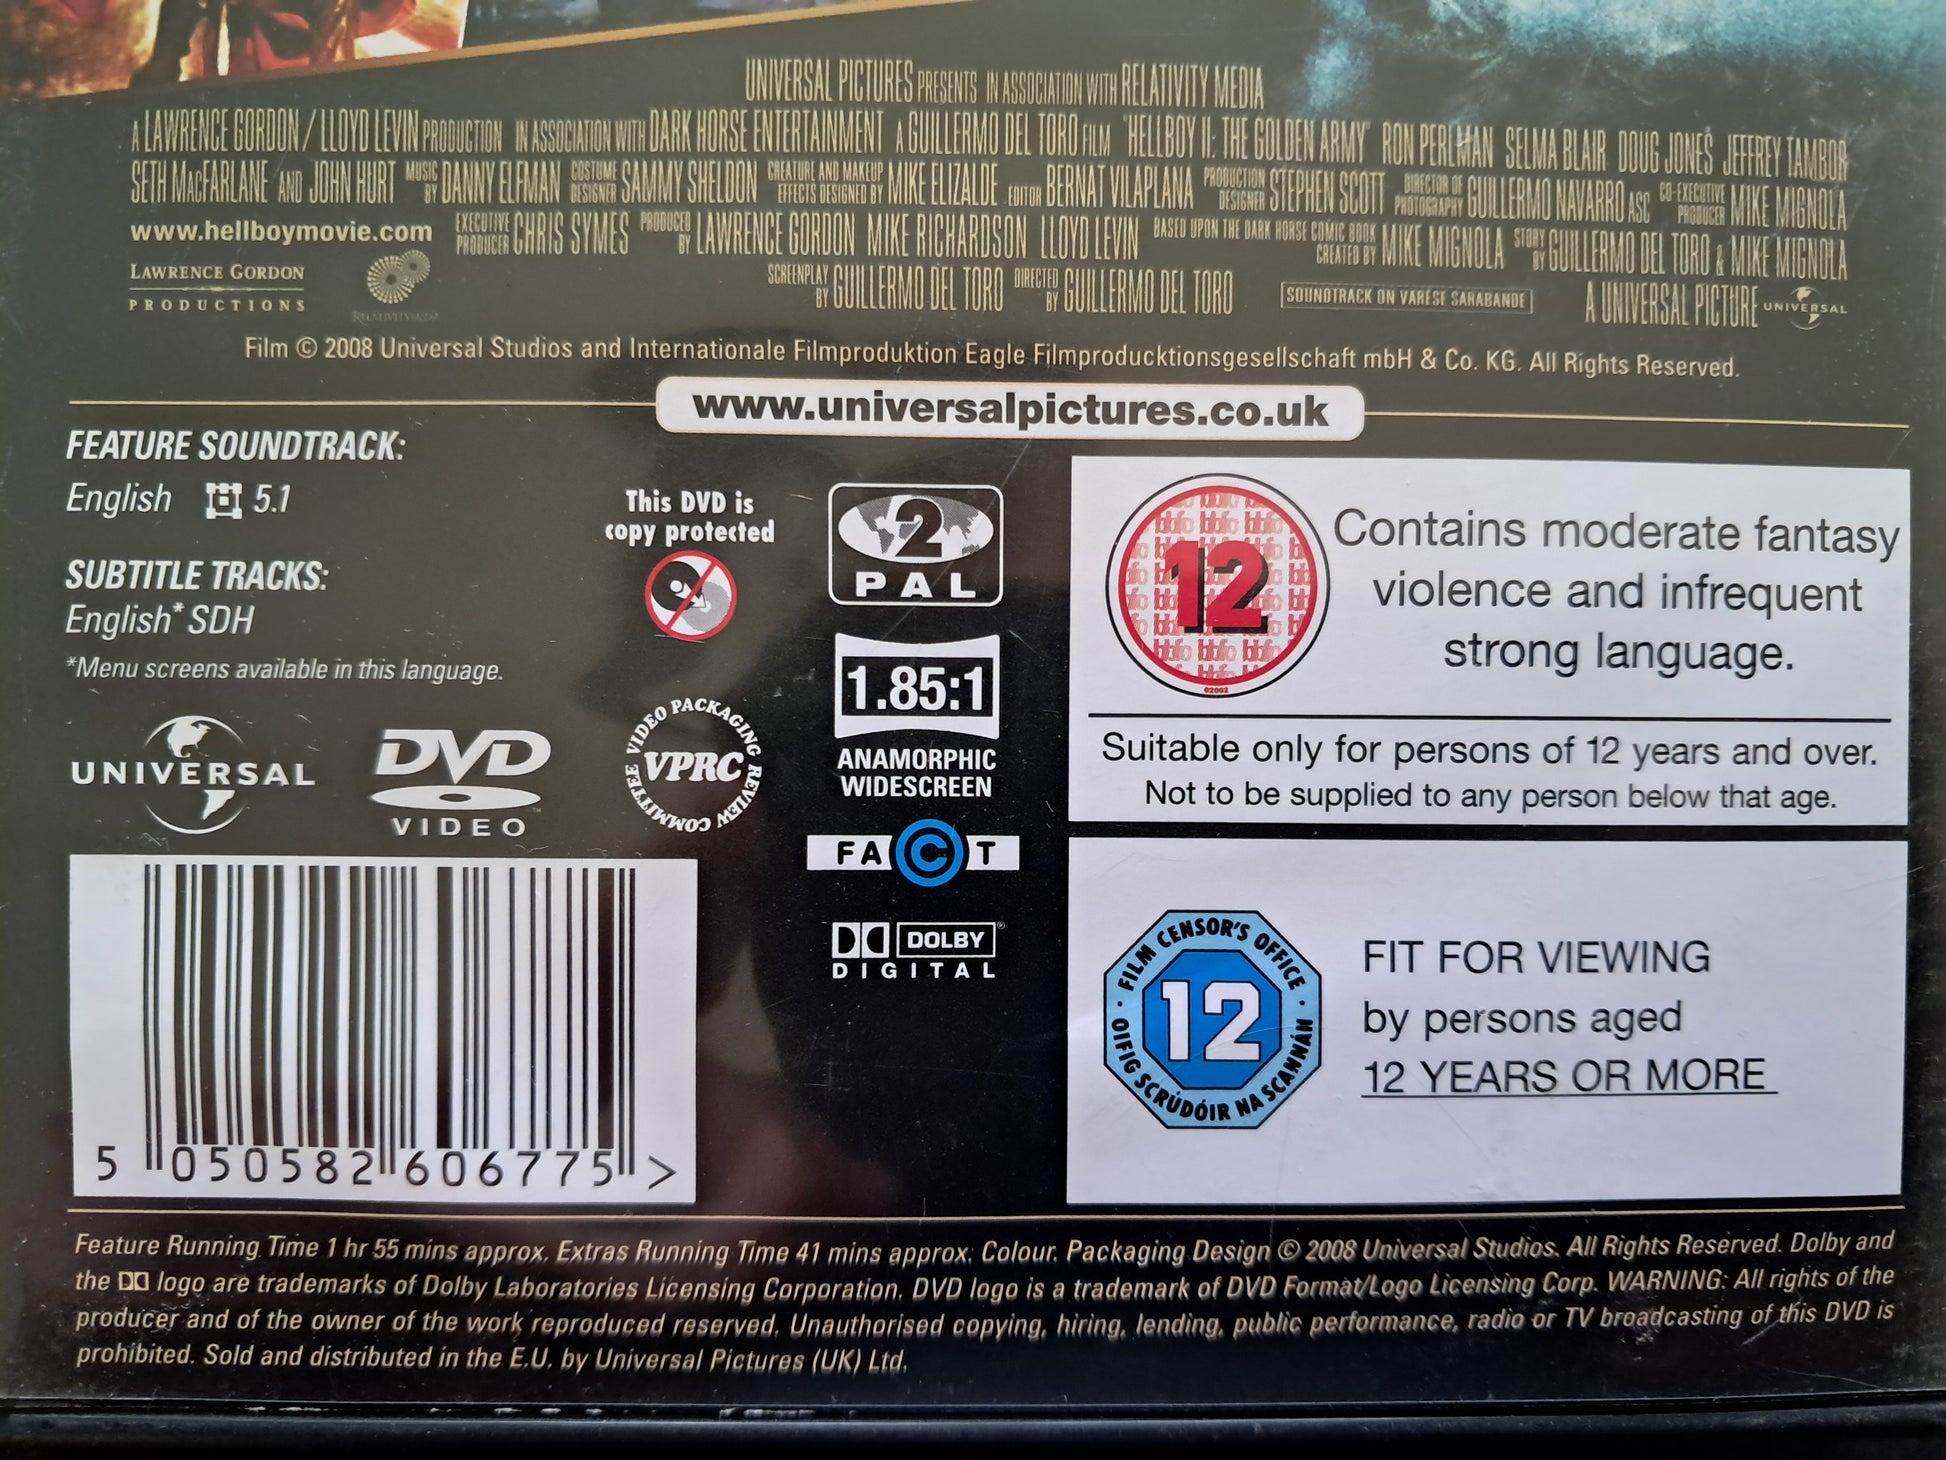 UNIVERSAL PICTURES PRESENTS IN ASSOCIATION WITH RELATIVITY MEDIA
A LAWRENCE GORDON / LLOYD LEVIN PRODUCTION IN ASSOCIATION WITH DARK HORSE ENTERTAINMENT A GUILLERMO DEL TORO FILM "HELLBOY II: THE GOLDEN ARMY" RON PERLMAN SELMA BLAIR DOUG JONES JEFFREY TAMBOR
SETH MACFARLANE AND JOHN HURT MUSIC BY DANNY ELFMAN COSTUME DESIGNER SAMMY SHELDON CREATURE AND MAKEUP EFFECTS DESIGNED BY MIKE ELIZALDE EDITOR BERNAT VILAPLANA PRODUCTION DESIGNER STEPHEN SCOTT DIRECTOR OF PHOTOGRAPHY GUILLERMO NAVARRO ASC CO-EXECUTIVE PRODUCER MIKE MIGNOLA
www.hellboymovie.com EXECUTIVE PRODUCER CHRIS SYMES PRODUCED BY LAWRENCE GORDON MIKE RICHARDSON LLOYD LEVIN BASED UPON THE DARK HORSE COMIC BOOK CREATED BY MIKE MIGNOLA STORY BY GUILLERMO DEL TORO & MIKE MIGNOLA
LAWRENCE GORDON
PRODUCTIONS
RELATIVITY MEDIA
SCREENPLAY BY GUILLERMO DEL TORO DIRECTED BY GUILLERMO DEL TORO SOUNDTRACK ON VARÈSE SARABANDE A UNIVERSAL PICTURE UNIVERSAL
Film © 2008 Universal Studios and Internationale Filmproduktion Eagle Filmproducktionsgesellschaft mbH & Co. KG. All Rights Reserved.
www.universalpictures.co.uk
FEATURE SOUNDTRACK:
English 5.1
SUBTITLE TRACKS:
English* SDH
*Menu screens available in this language.
UNIVERSAL
DVD
VIDEO
This DVD is
copy protected
VIDEO PACKAGING REVIEW COMMITTEE
VPRC
2
PAL
1.85:1
ANAMORPHIC
WIDESCREEN
FACT
DOLBY®
DIGITAL
bbfc
12
02002
Contains moderate fantasy
violence and infrequent
strong language.
Suitable only for persons of 12 years and over.
Not to be supplied to any person below that age.
· FILM CENSOR'S OFFICE ·
12
OIFIG SCRÚDÓIR NA SCANNÁN
FIT FOR VIEWING
by persons aged
12 YEARS OR MORE
5 050582 606775 >
Feature Running Time 1 hr 55 mins approx. Extras Running Time 41 mins approx. Colour. Packaging Design © 2008 Universal Studios. All Rights Reserved. Dolby and
the logo are trademarks of Dolby Laboratories Licensing Corporation. DVD logo is a trademark of DVD Format/Logo Licensing Corp. WARNING: All rights of the
producer and of the owner of the work reproduced reserved. Unauthorised copying, hiring, lending, public performance, radio or TV broadcasting of this DVD is
prohibited. Sold and distributed in the E.U. by Universal Pictures (UK) Ltd.